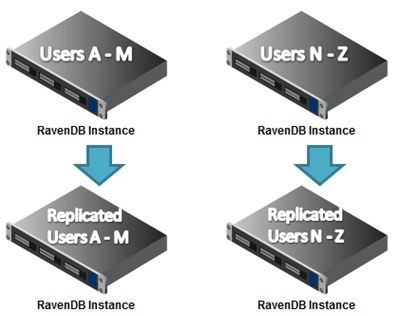 Users A - M
Users N - Z
RavenDB Instance
RavenDB Instance
Replicated
Users A - M
Replicated
Users N - Z
RavenDB Instance
RavenDB Instance